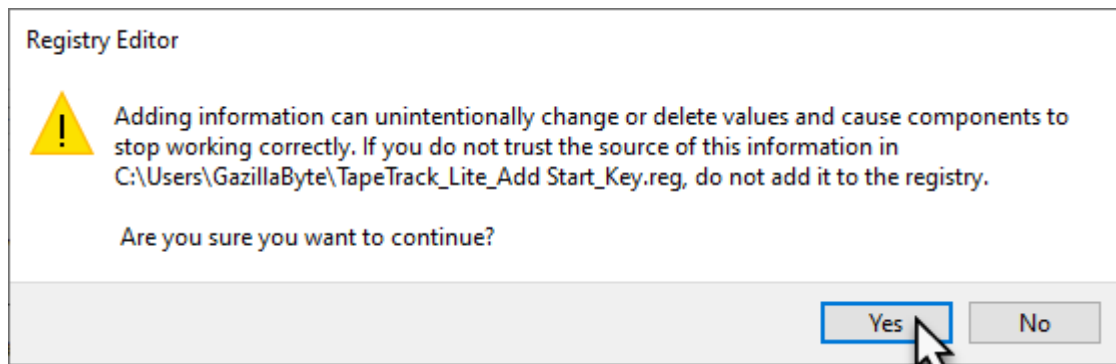 Registry Editor
Adding information can unintentionally change or delete values and cause components to
stop working correctly. If you do not trust the source of this information in
C:\Users\GazillaByte\TapeTrack_Lite_Add Start_Key.reg, do not add it to the registry.
Are you sure you want to continue?
Yes No